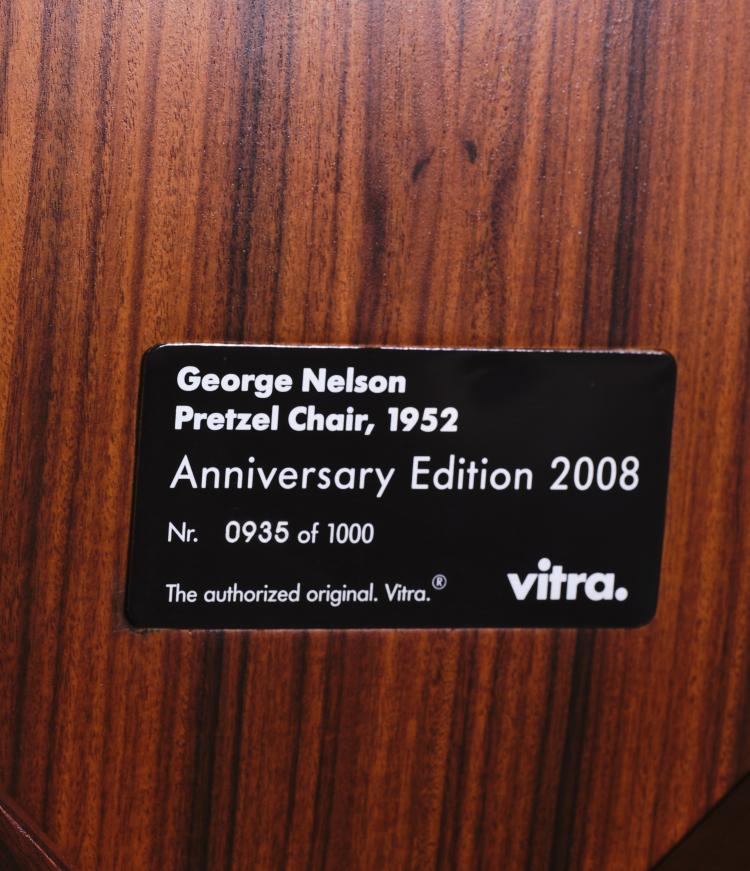 George Nelson
Pretzel Chair, 1952
Anniversary Edition 2008
Nr. 0935 of 1000
The authorized original. Vitra.®
vitra.